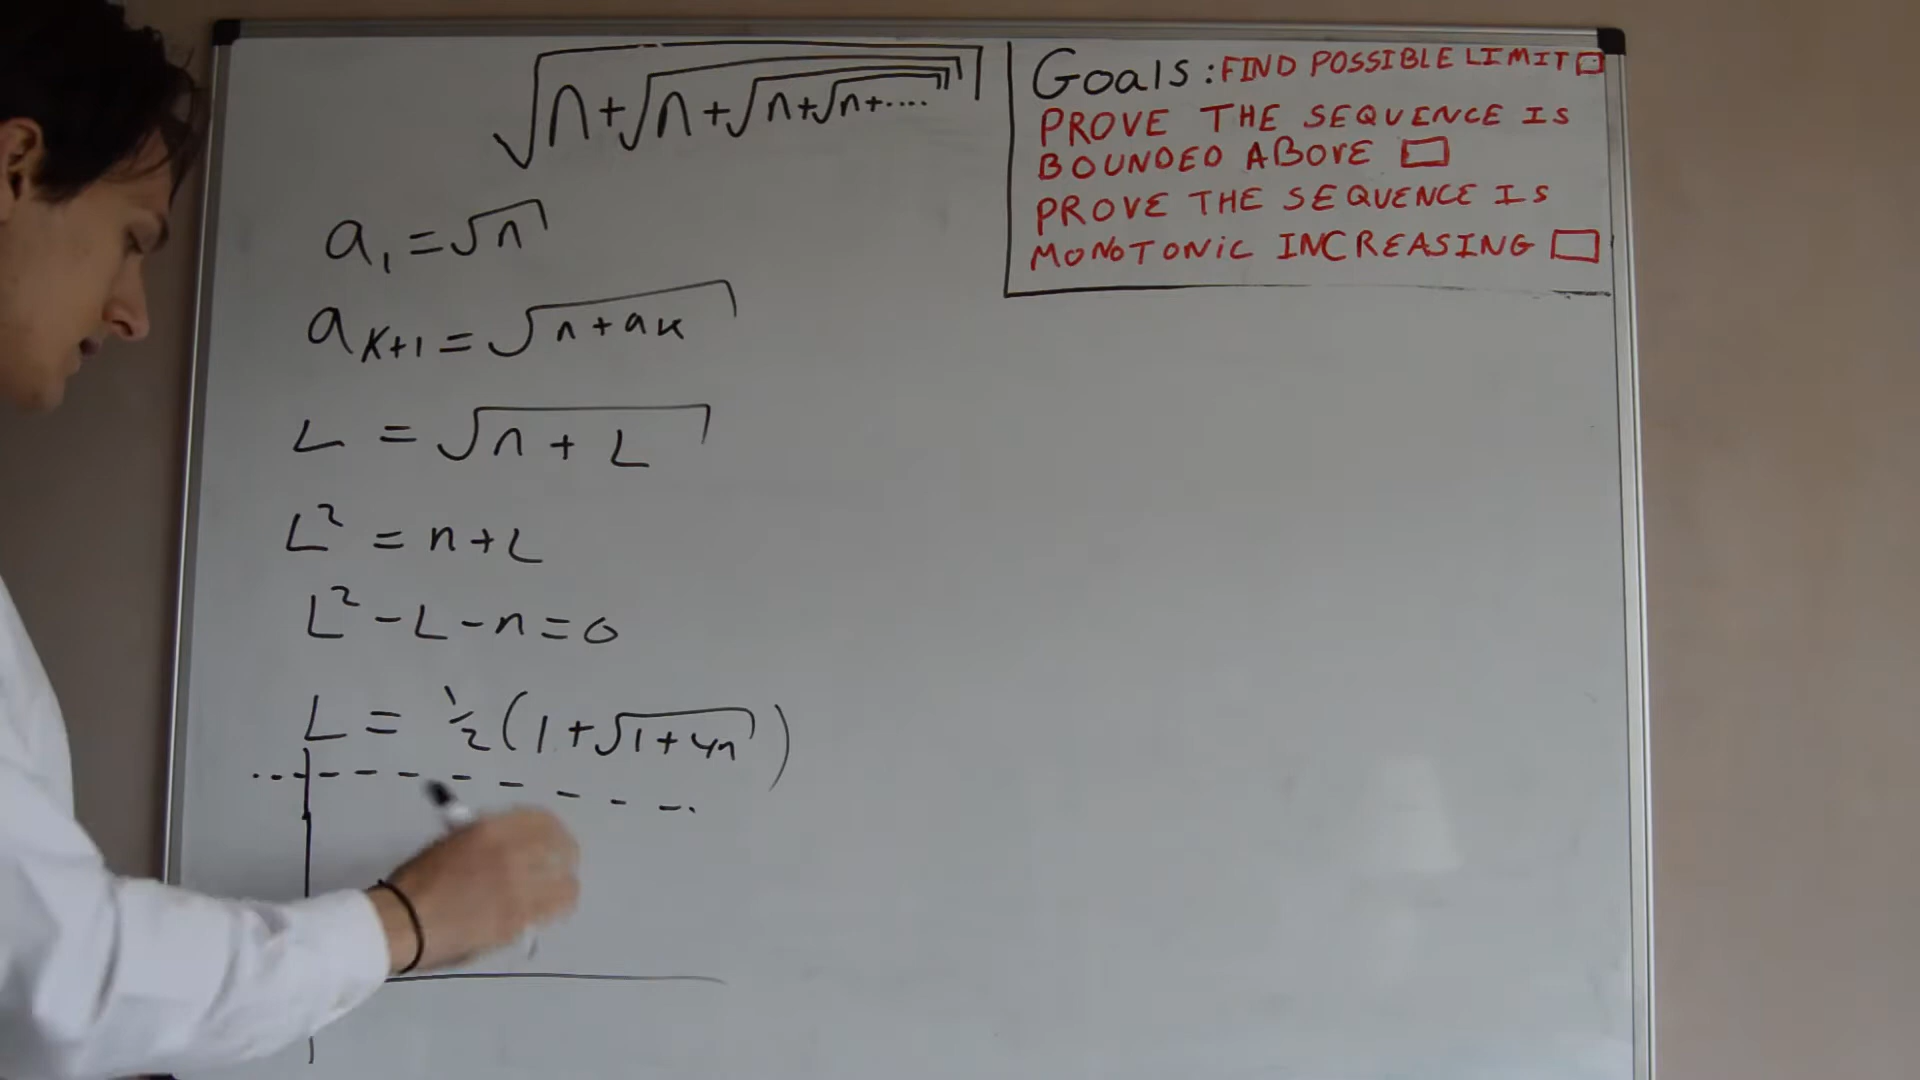 √(n+√(n+√(n+√(n+....
a₁ = √n
aₖ₊₁ = √(n + aₖ)
L = √(n + L)
L² = n+L
L² - L - n = 0
L = ½(1+√(1+4n))
Goals: FIND POSSIBLE LIMIT
PROVE THE SEQUENCE IS
BOUNDED ABOVE
PROVE THE SEQUENCE IS
MONOTONIC INCREASING